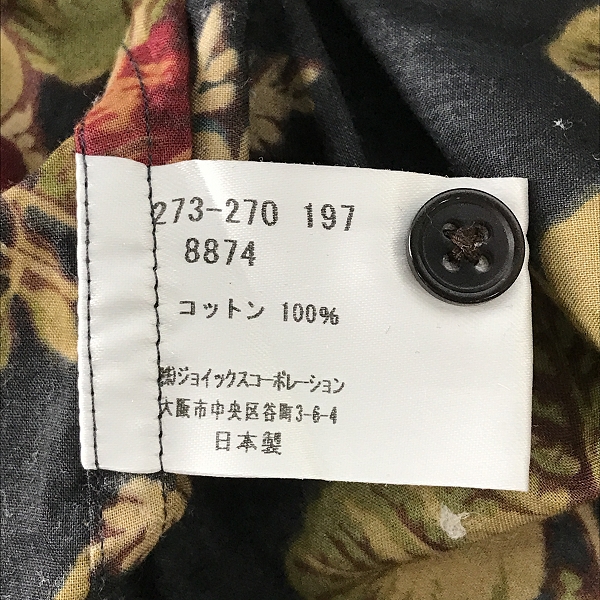 273-270 197
8874
コットン 100%
㈱ジョイックスコーポレーション
大阪市中央区谷町3-6-4
日本製